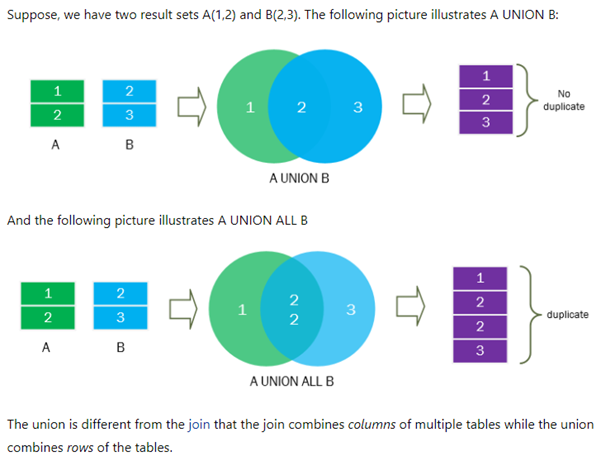 Suppose, we have two result sets A(1,2) and B(2,3). The following picture illustrates A UNION B:
1 2 1 2 3 1
2 3 2 No
3 duplicate
A B
A UNION B
And the following picture illustrates A UNION ALL B
1 2 1 2 3 1
2 3 2 2
2 duplicate
3
A B
A UNION ALL B
The union is different from the join that the join combines columns of multiple tables while the union
combines rows of the tables.